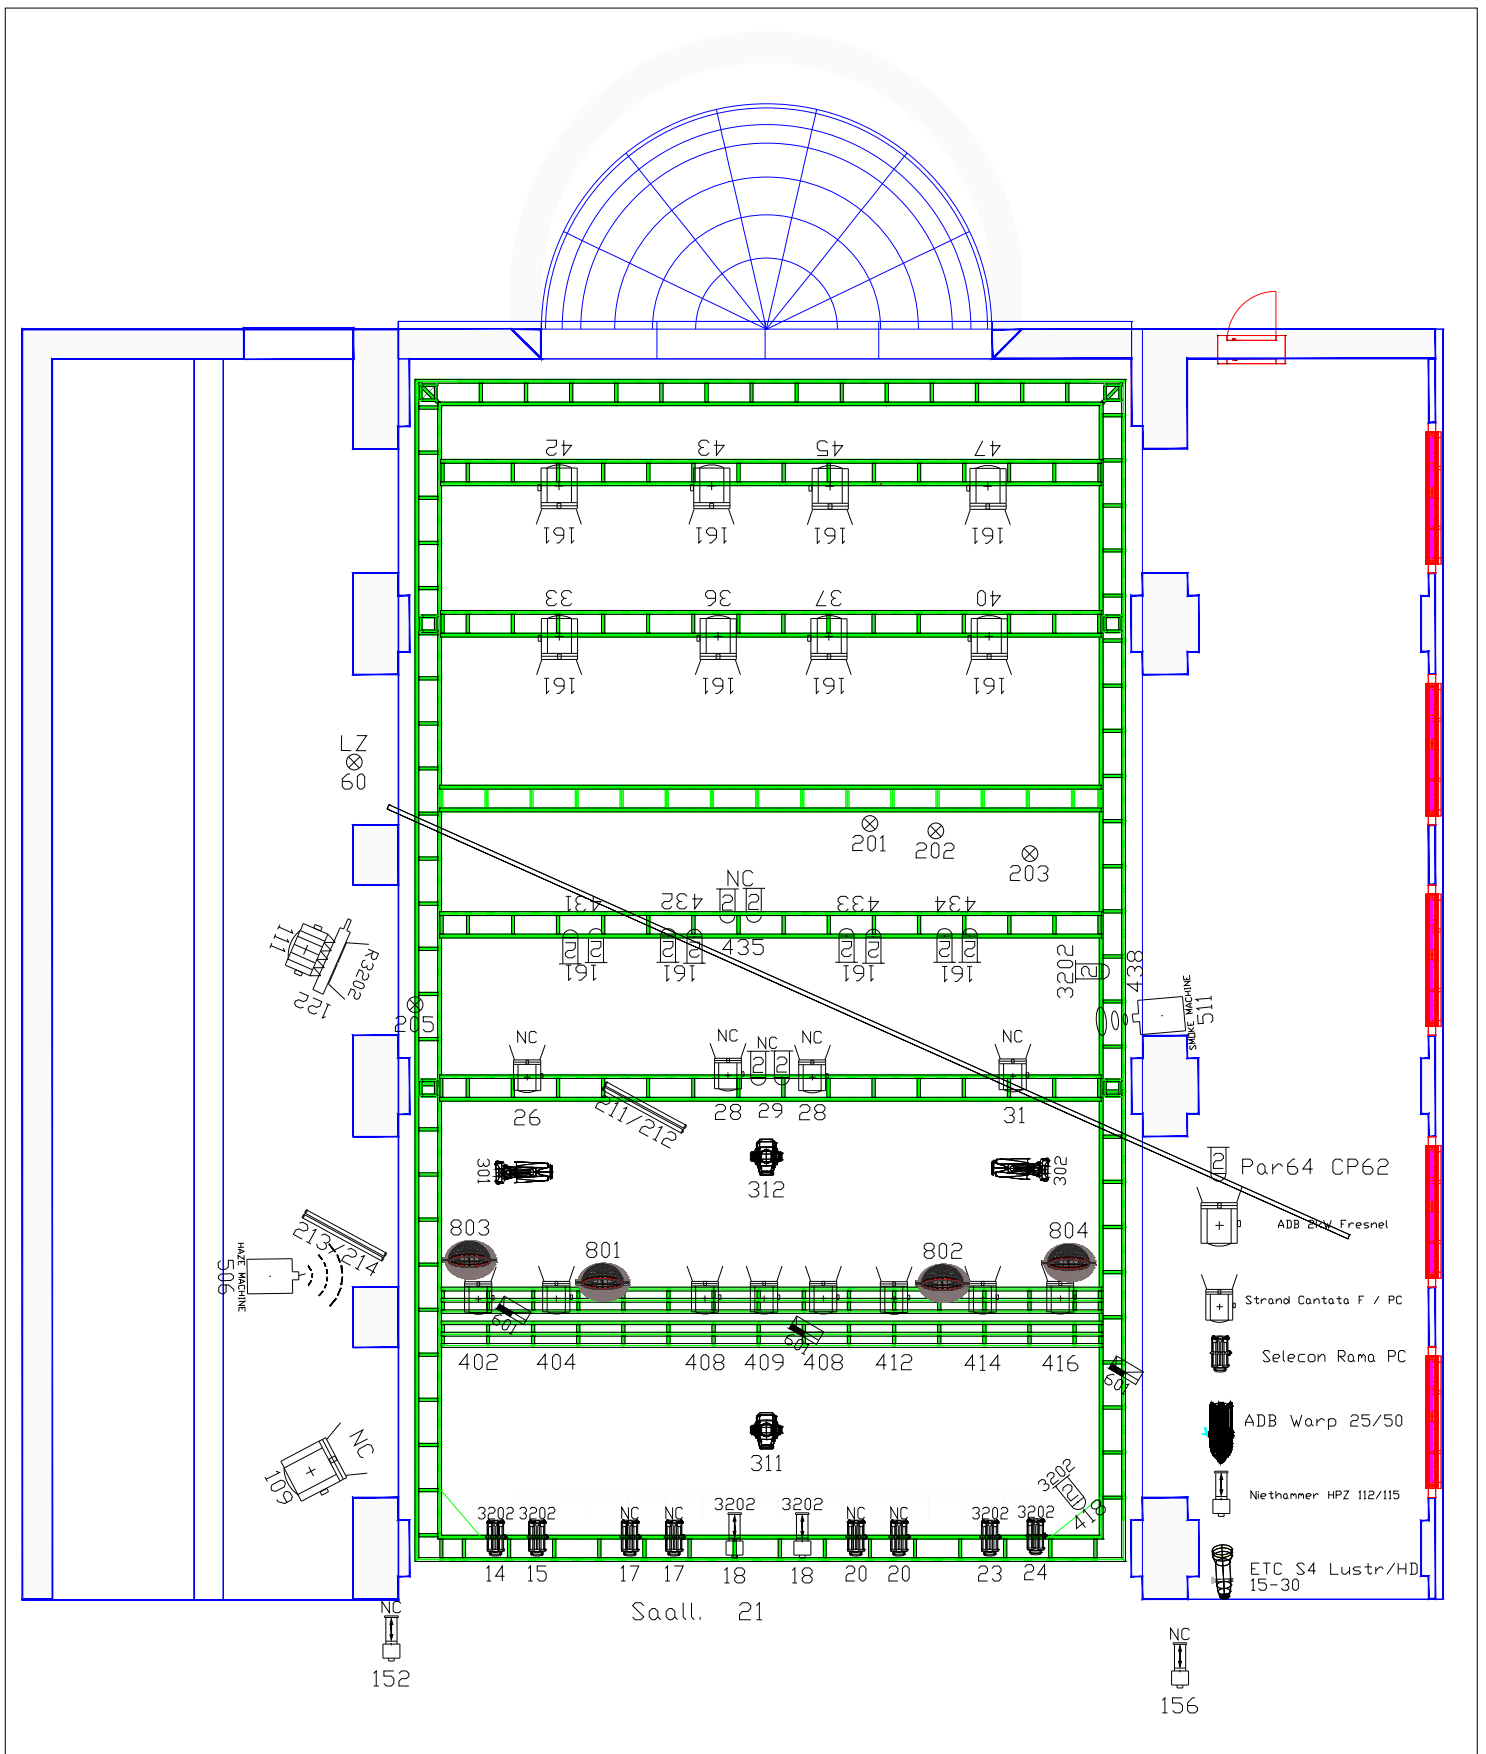 42 43 45 47
161 161 161 161
33 36 37 40
161 161 161 161
LZ
60
201 202 203
NC
431 432 433 434
435
161 161 161 161
3202
438
111
122
R3202
205
SMOKE MACHINE
511
NC NC NC NC NC
26 28 29 28 31
211/212
301
312
302
Par64 CP62
ADB 2kW Fresnel
213/214
HAZE MACHINE
506
803 801 802 804
Strand Cantata F / PC
601
601
402 404 408 409 408 412 414 416
601
Selecon Rama PC
ADB Warp 25/50
311
NC
109
3202
418
Niethammer HPZ 112/115
3202 3202 NC NC 3202 3202 NC NC 3202 3202
14 15 17 17 18 18 20 20 23 24
ETC S4 Lustr/HD
15-30
Saall. 21
NC
152
NC
156